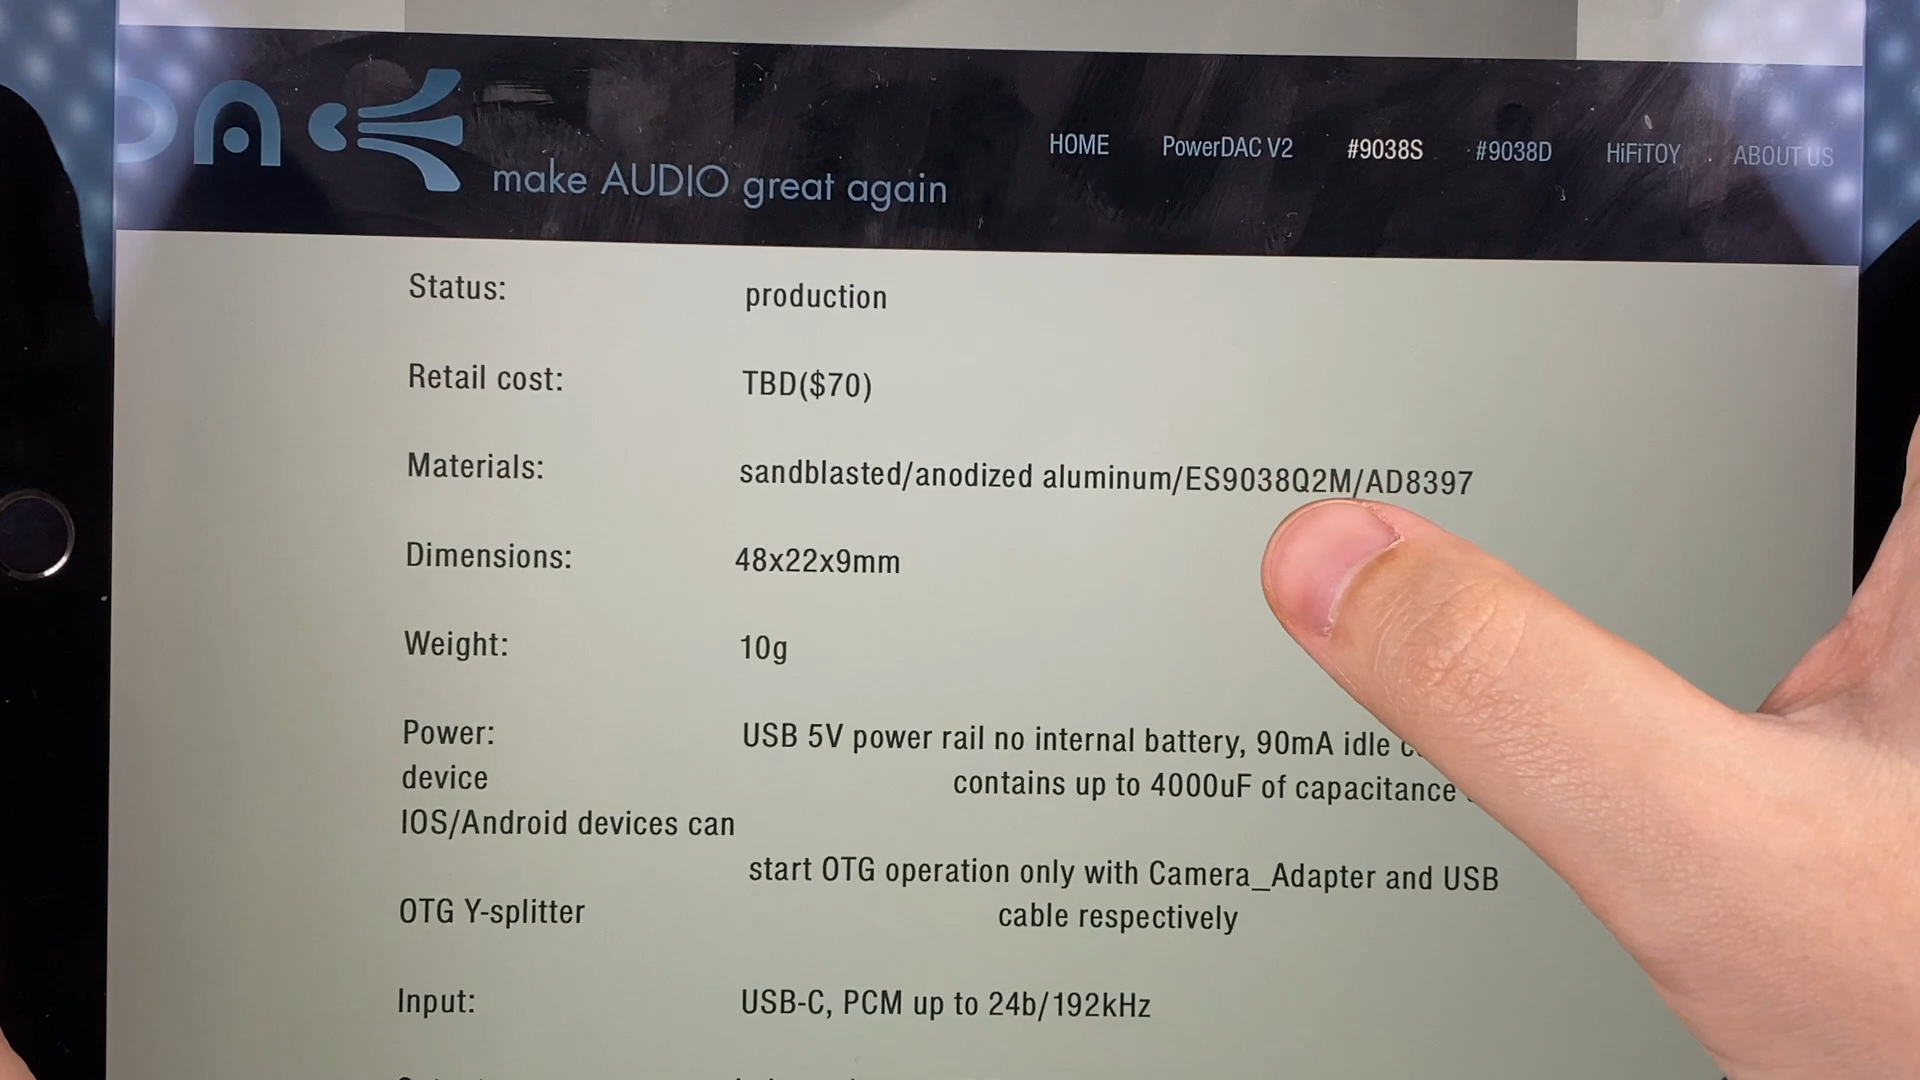 make AUDIO great again
HOME PowerDAC V2 #9038S #9038D HiFiTOY ABOUT US
Status: production
Retail cost: TBD($70)
Materials: sandblasted/anodized aluminum/ES9038Q2M/AD8397
Dimensions: 48x22x9mm
Weight: 10g
Power: USB 5V power rail no internal battery, 90mA idle
device contains up to 4000uF of capacitance
IOS/Android devices can
start OTG operation only with Camera_Adapter and USB
OTG Y-splitter cable respectively
Input: USB-C, PCM up to 24b/192kHz